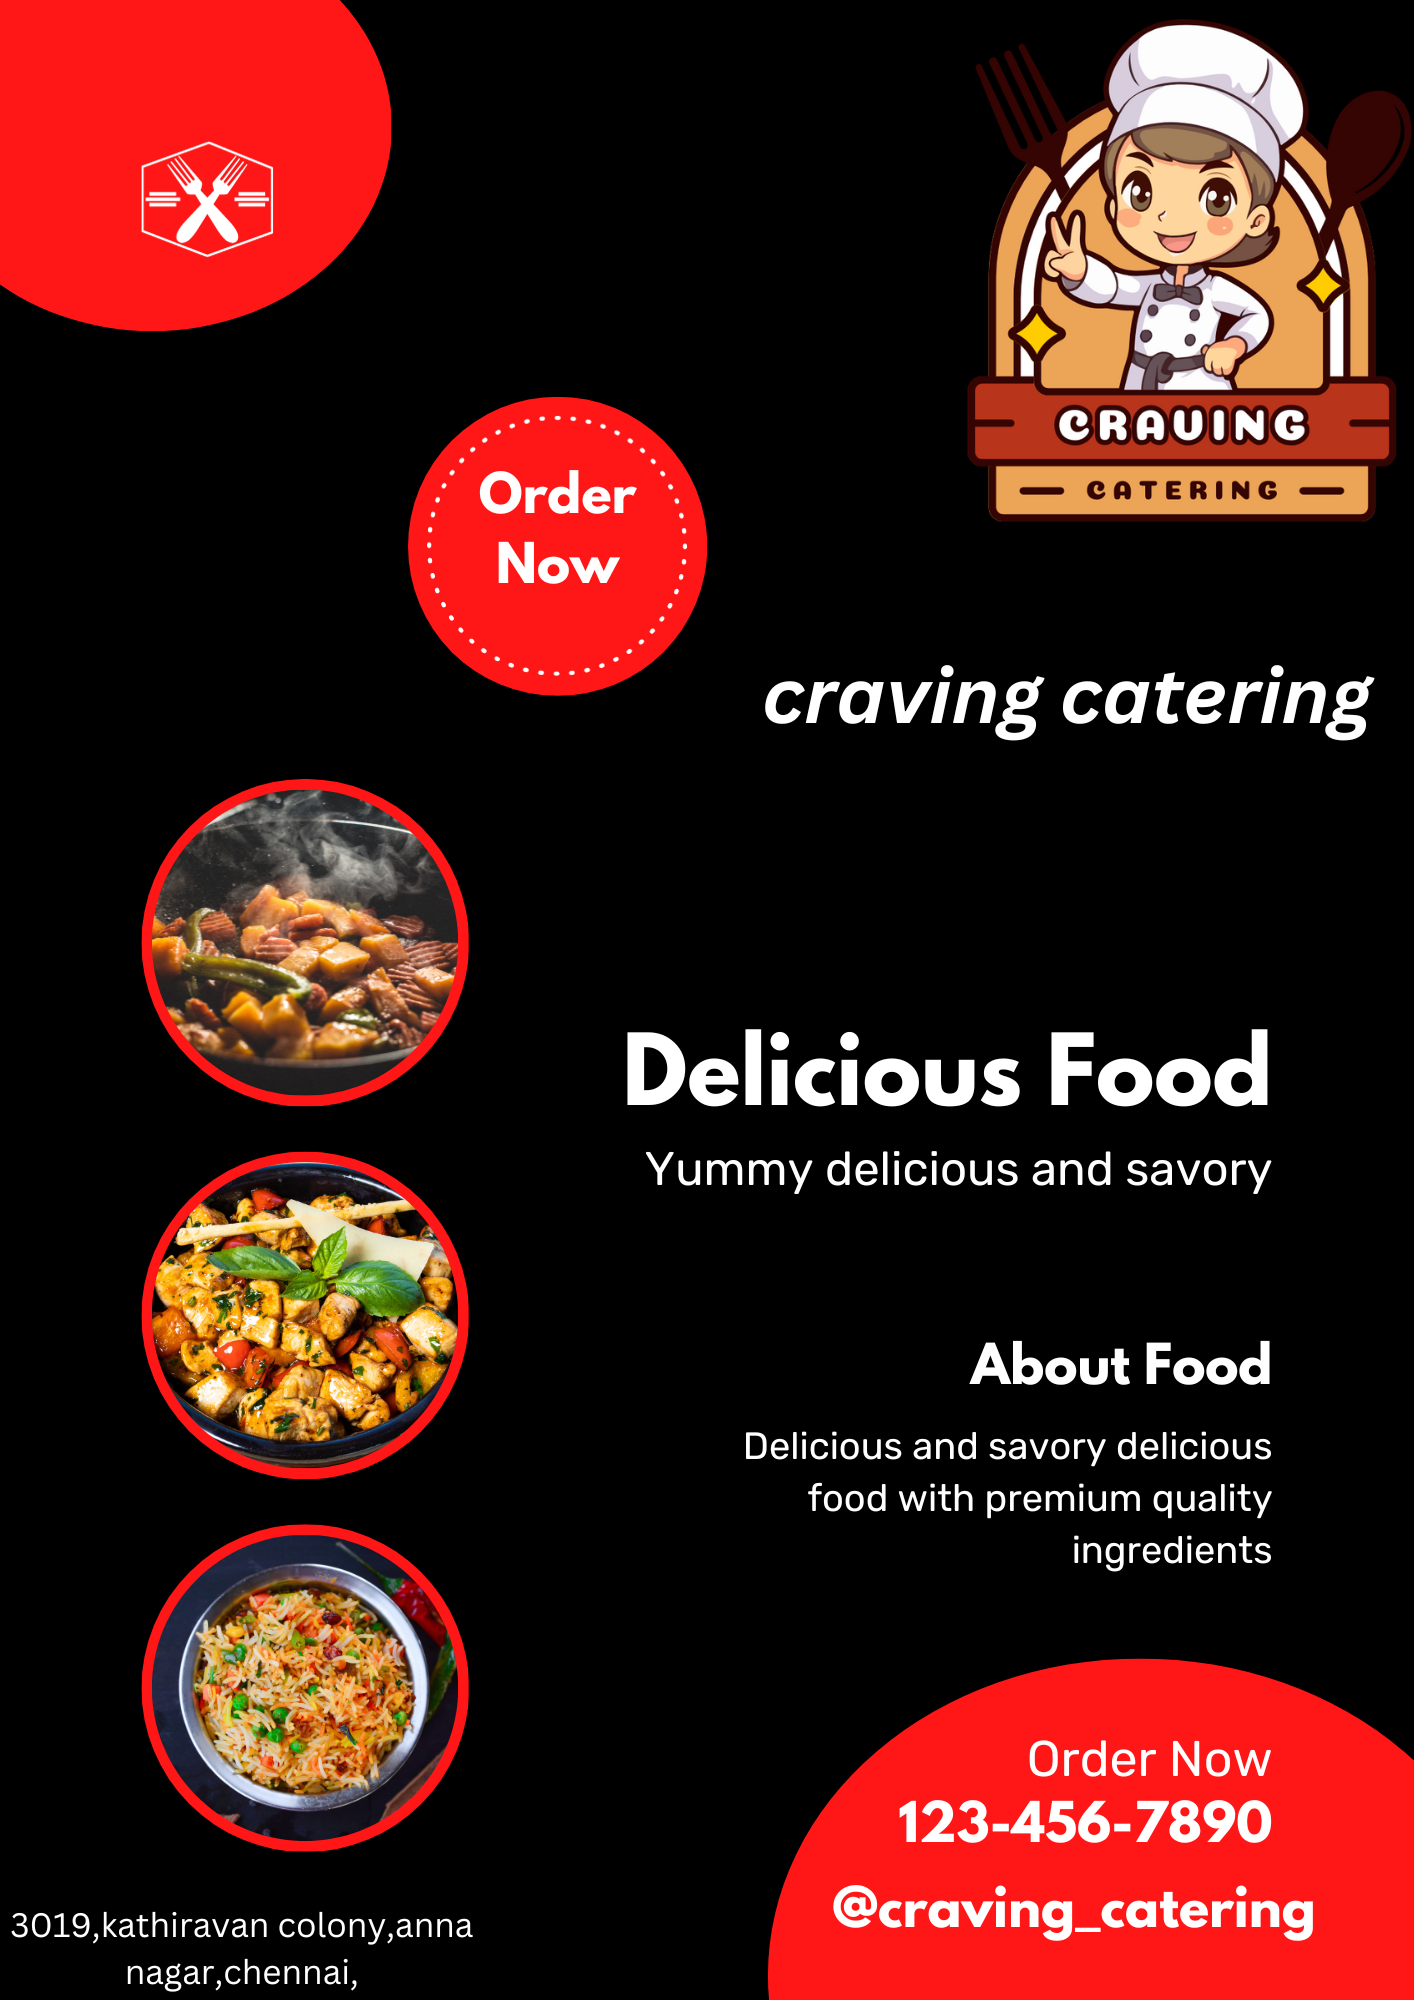 CRAVING
CATERING
Order
Now
craving catering
Delicious Food
Yummy delicious and savory
About Food
Delicious and savory delicious
food with premium quality
ingredients
Order Now
123-456-7890
@craving_catering
3019,kathiravan colony,anna
nagar,chennai,